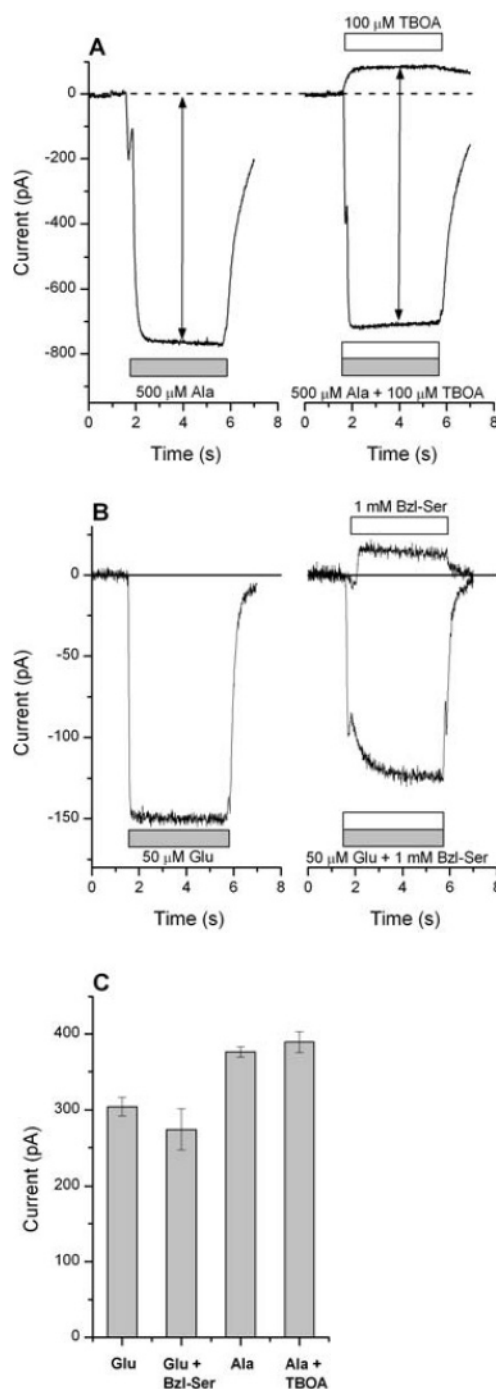 A
100 μM TBOA
0
-200
-400
-600
-800
Current (pA)
500 μM Ala
500 μM Ala + 100 μM TBOA
0 2 4 6 8
0 2 4 6 8
Time (s)
Time (s)
B
1 mM Bzl-Ser
0
-50
-100
-150
Current (pA)
50 μM Glu
50 μM Glu + 1 mM Bzl-Ser
0 2 4 6 8
0 2 4 6 8
Time (s)
Time (s)
C
400
300
200
100
0
Current (pA)
Glu
Glu + Bzl-Ser
Ala
Ala + TBOA